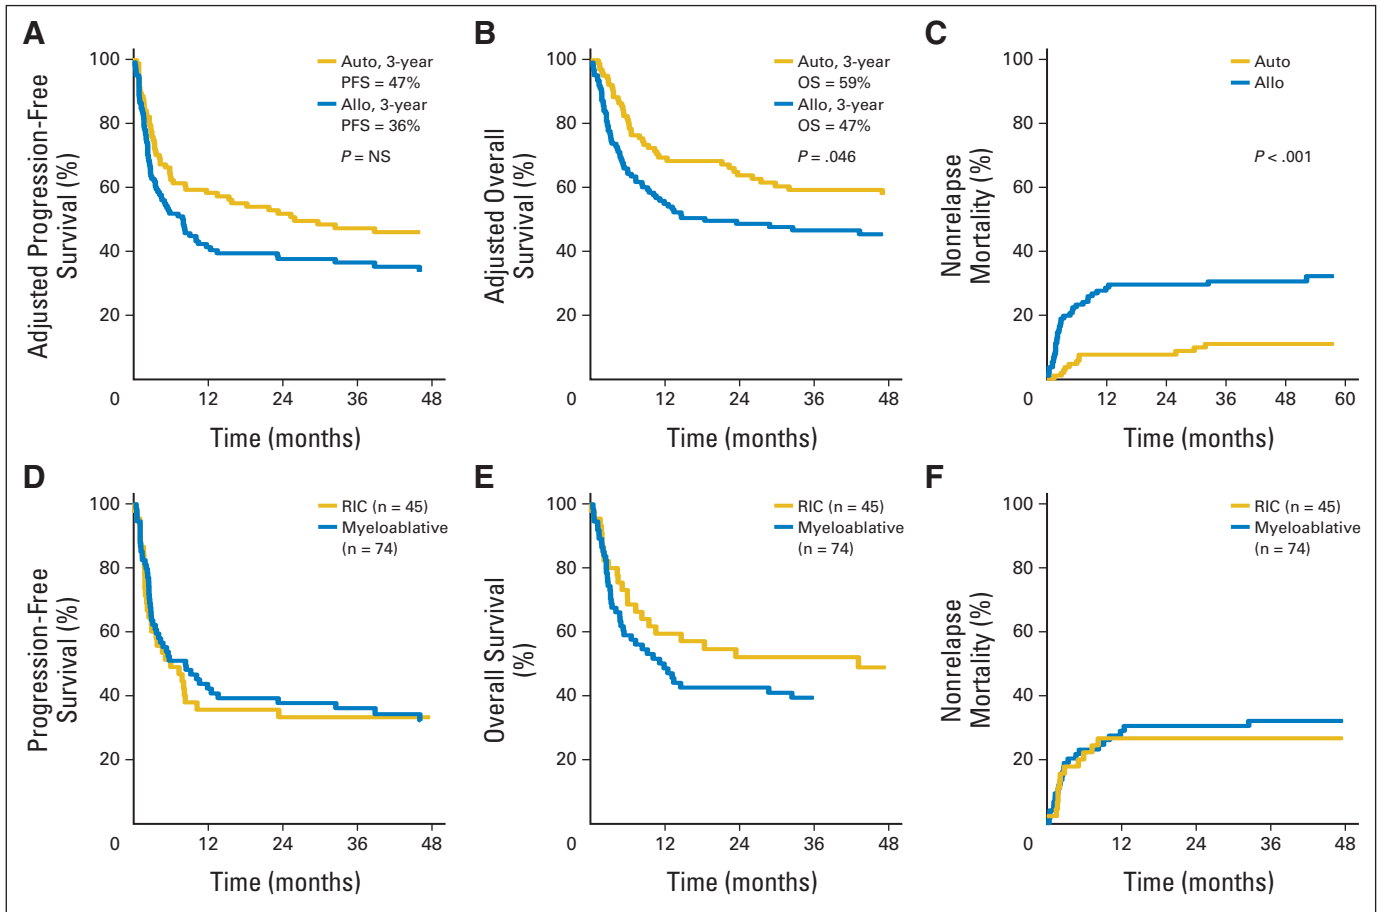 A
Adjusted Progression-Free
Survival (%)
100
80
60
40
20
0
12
24
36
48
Time (months)
Auto, 3-year
PFS = 47%
Allo, 3-year
PFS = 36%
P = NS
B
Adjusted Overall
Survival (%)
100
80
60
40
20
0
12
24
36
48
Time (months)
Auto, 3-year
OS = 59%
Allo, 3-year
OS = 47%
P = .046
C
Nonrelapse
Mortality (%)
100
80
60
40
20
0
12
24
36
48
60
Time (months)
Auto
Allo
P < .001
D
Progression-Free
Survival (%)
100
80
60
40
20
0
12
24
36
48
Time (months)
RIC (n = 45)
Myeloablative
(n = 74)
E
Overall Survival
(%)
100
80
60
40
20
0
12
24
36
48
Time (months)
RIC (n = 45)
Myeloablative
(n = 74)
F
Nonrelapse
Mortality (%)
100
80
60
40
20
0
12
24
36
48
Time (months)
RIC (n = 45)
Myeloablative
(n = 74)